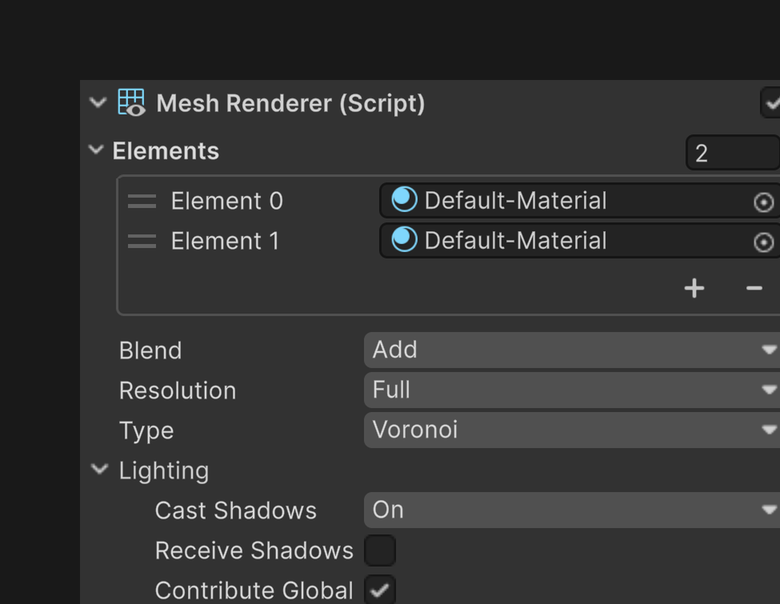 Mesh Renderer (Script)
Elements 2
Element 0 Default-Material
Element 1 Default-Material
Blend Add
Resolution Full
Type Voronoi
Lighting
Cast Shadows On
Receive Shadows
Contribute Global